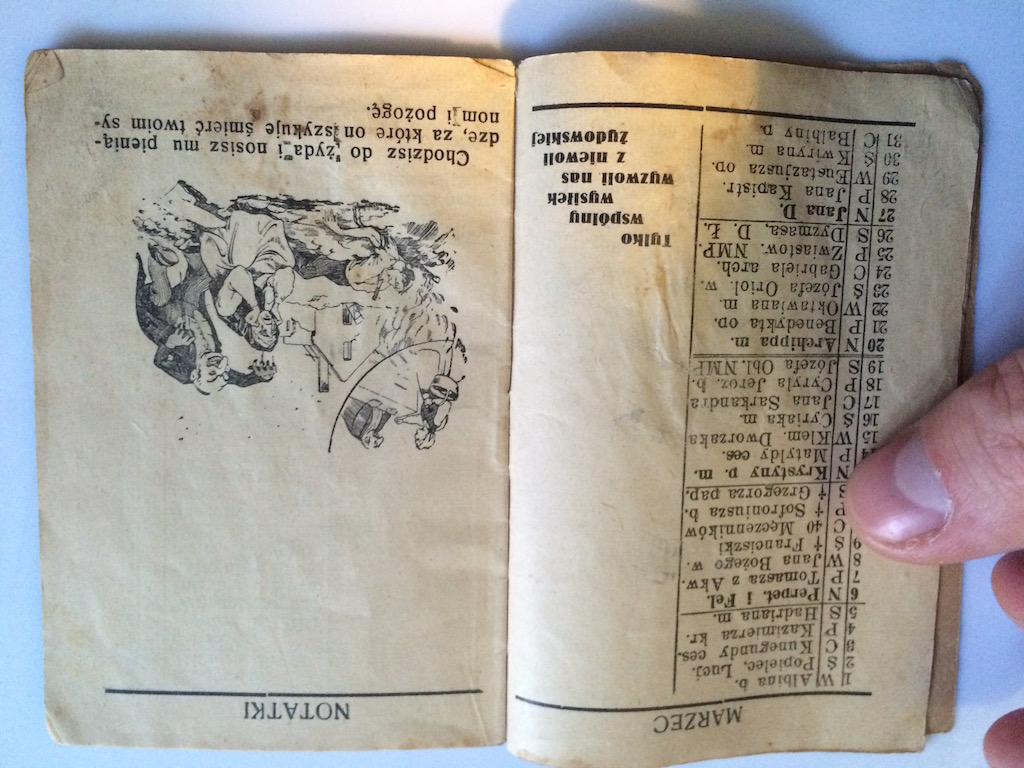 MARZEC
1 W Albina b.
2 Ś Popielec, Lucj.
3 C Kunegundy ces.
4 P Kazimierza kr.
5 S Hadriana m.
6 N Perpet. i Fel.
7 P Tomasza z Akw.
8 W Jana Bożego w.
9 Ś † Franciszki
C 40 Męczenników
P † Sofroniusza b.
S † Grzegorza pap.
N Krystyny p. m.
14 P Matyldy ces.
15 W Klem. Dworzaka
16 Ś Cyriaka m.
17 C Jana Sarkandra
18 P Cyryla Jeroz. b.
19 S Józefa Obl. NMP
20 N Archippa m.
21 P Benedykta op.
22 W Oktawiana m.
23 Ś Józefa Oriol. w.
24 C Gabriela arch.
25 P Zwiastow. NMP.
26 S Dyzmasa, D. Ł.
27 N Jana D.
28 P Jana Kapistr.
29 W Eustazjusza op.
30 Ś Kwiryna m.
31 C Balbiny p.
Tylko
wspólny
wysiłek
wyzwoli nas
z niewoli
żydowskiej
NOTATKI
Chodzisz do żyda i nosisz mu pienią-
dze, za które on szykuje śmierć twoim sy-
nom i pożogę.